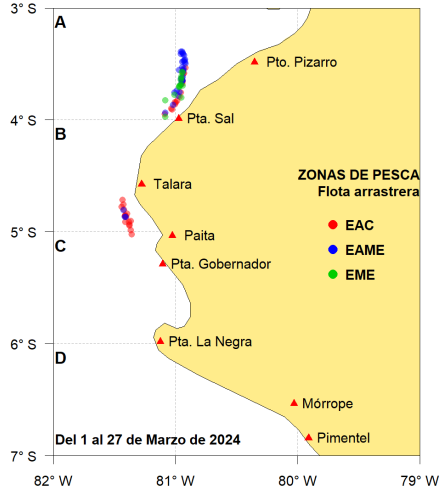 3° S
A
Pto. Pizarro
4° S
Pta. Sal
B
ZONAS DE PESCA
Talara
Flota arrastrera
EAC
5° S
Paita
C
EAME
Pta. Gobernador
EME
6° S
Pta. La Negra
D
Mórrope
Del 1 al 27 de Marzo de 2024
Pimentel
7° S
82° W
81° W
80° W
79° W